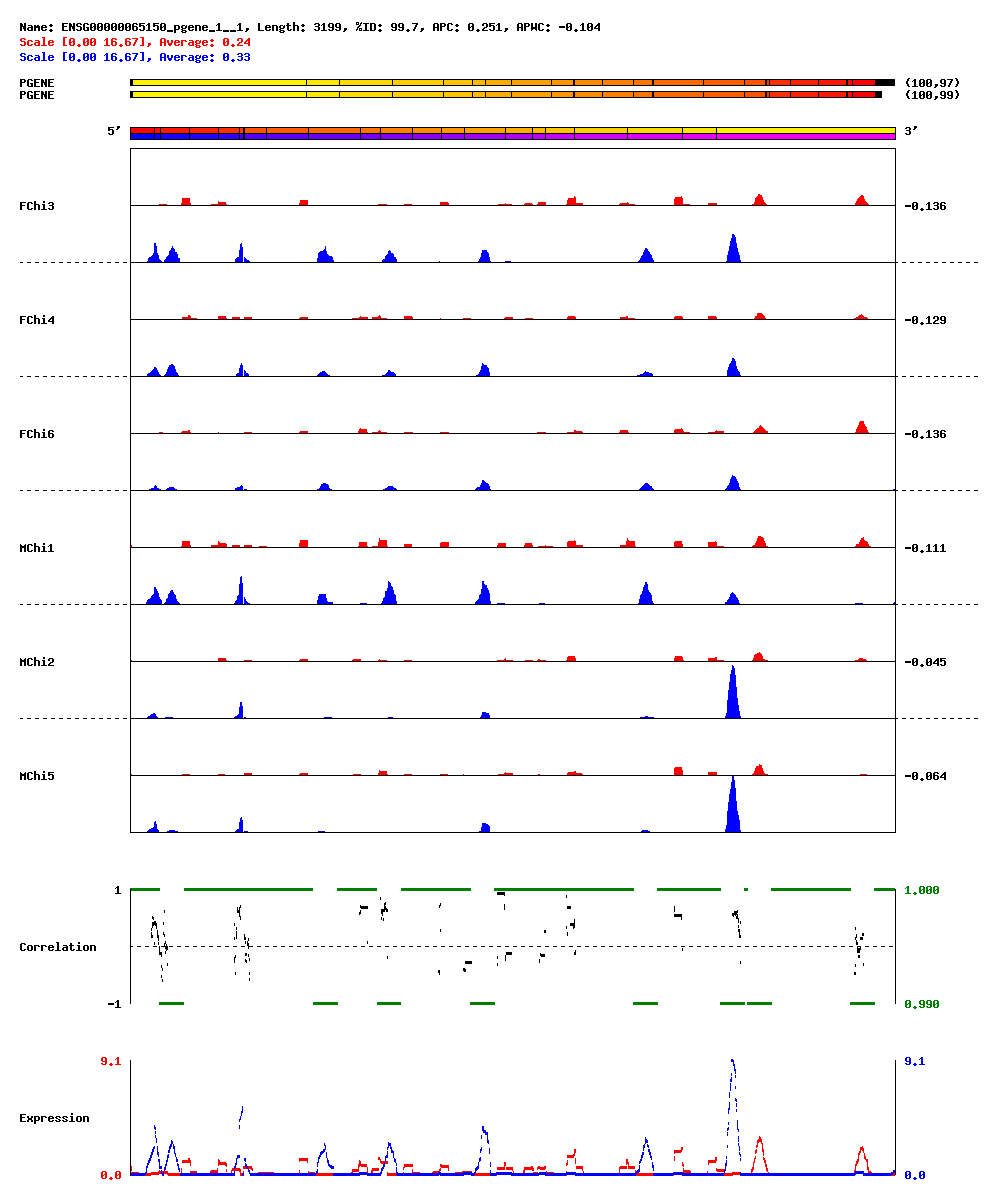 Name: ENSG00000065150_pgene_1__1, Length: 3199, %ID: 99.7, APC: 0.251, APWC: -0.104
Scale [0.00 16.67], Average: 0.24
Scale [0.00 16.67], Average: 0.33
PGENE (100,97)
PGENE (100,99)
5' 3'
FChi3 -0.136
FChi4 -0.129
FChi6 -0.136
MChi1 -0.111
MChi2 -0.045
MChi5 -0.064
1 1.000
Correlation
-1 0.990
9.1 9.1
Expression
0.0 0.0